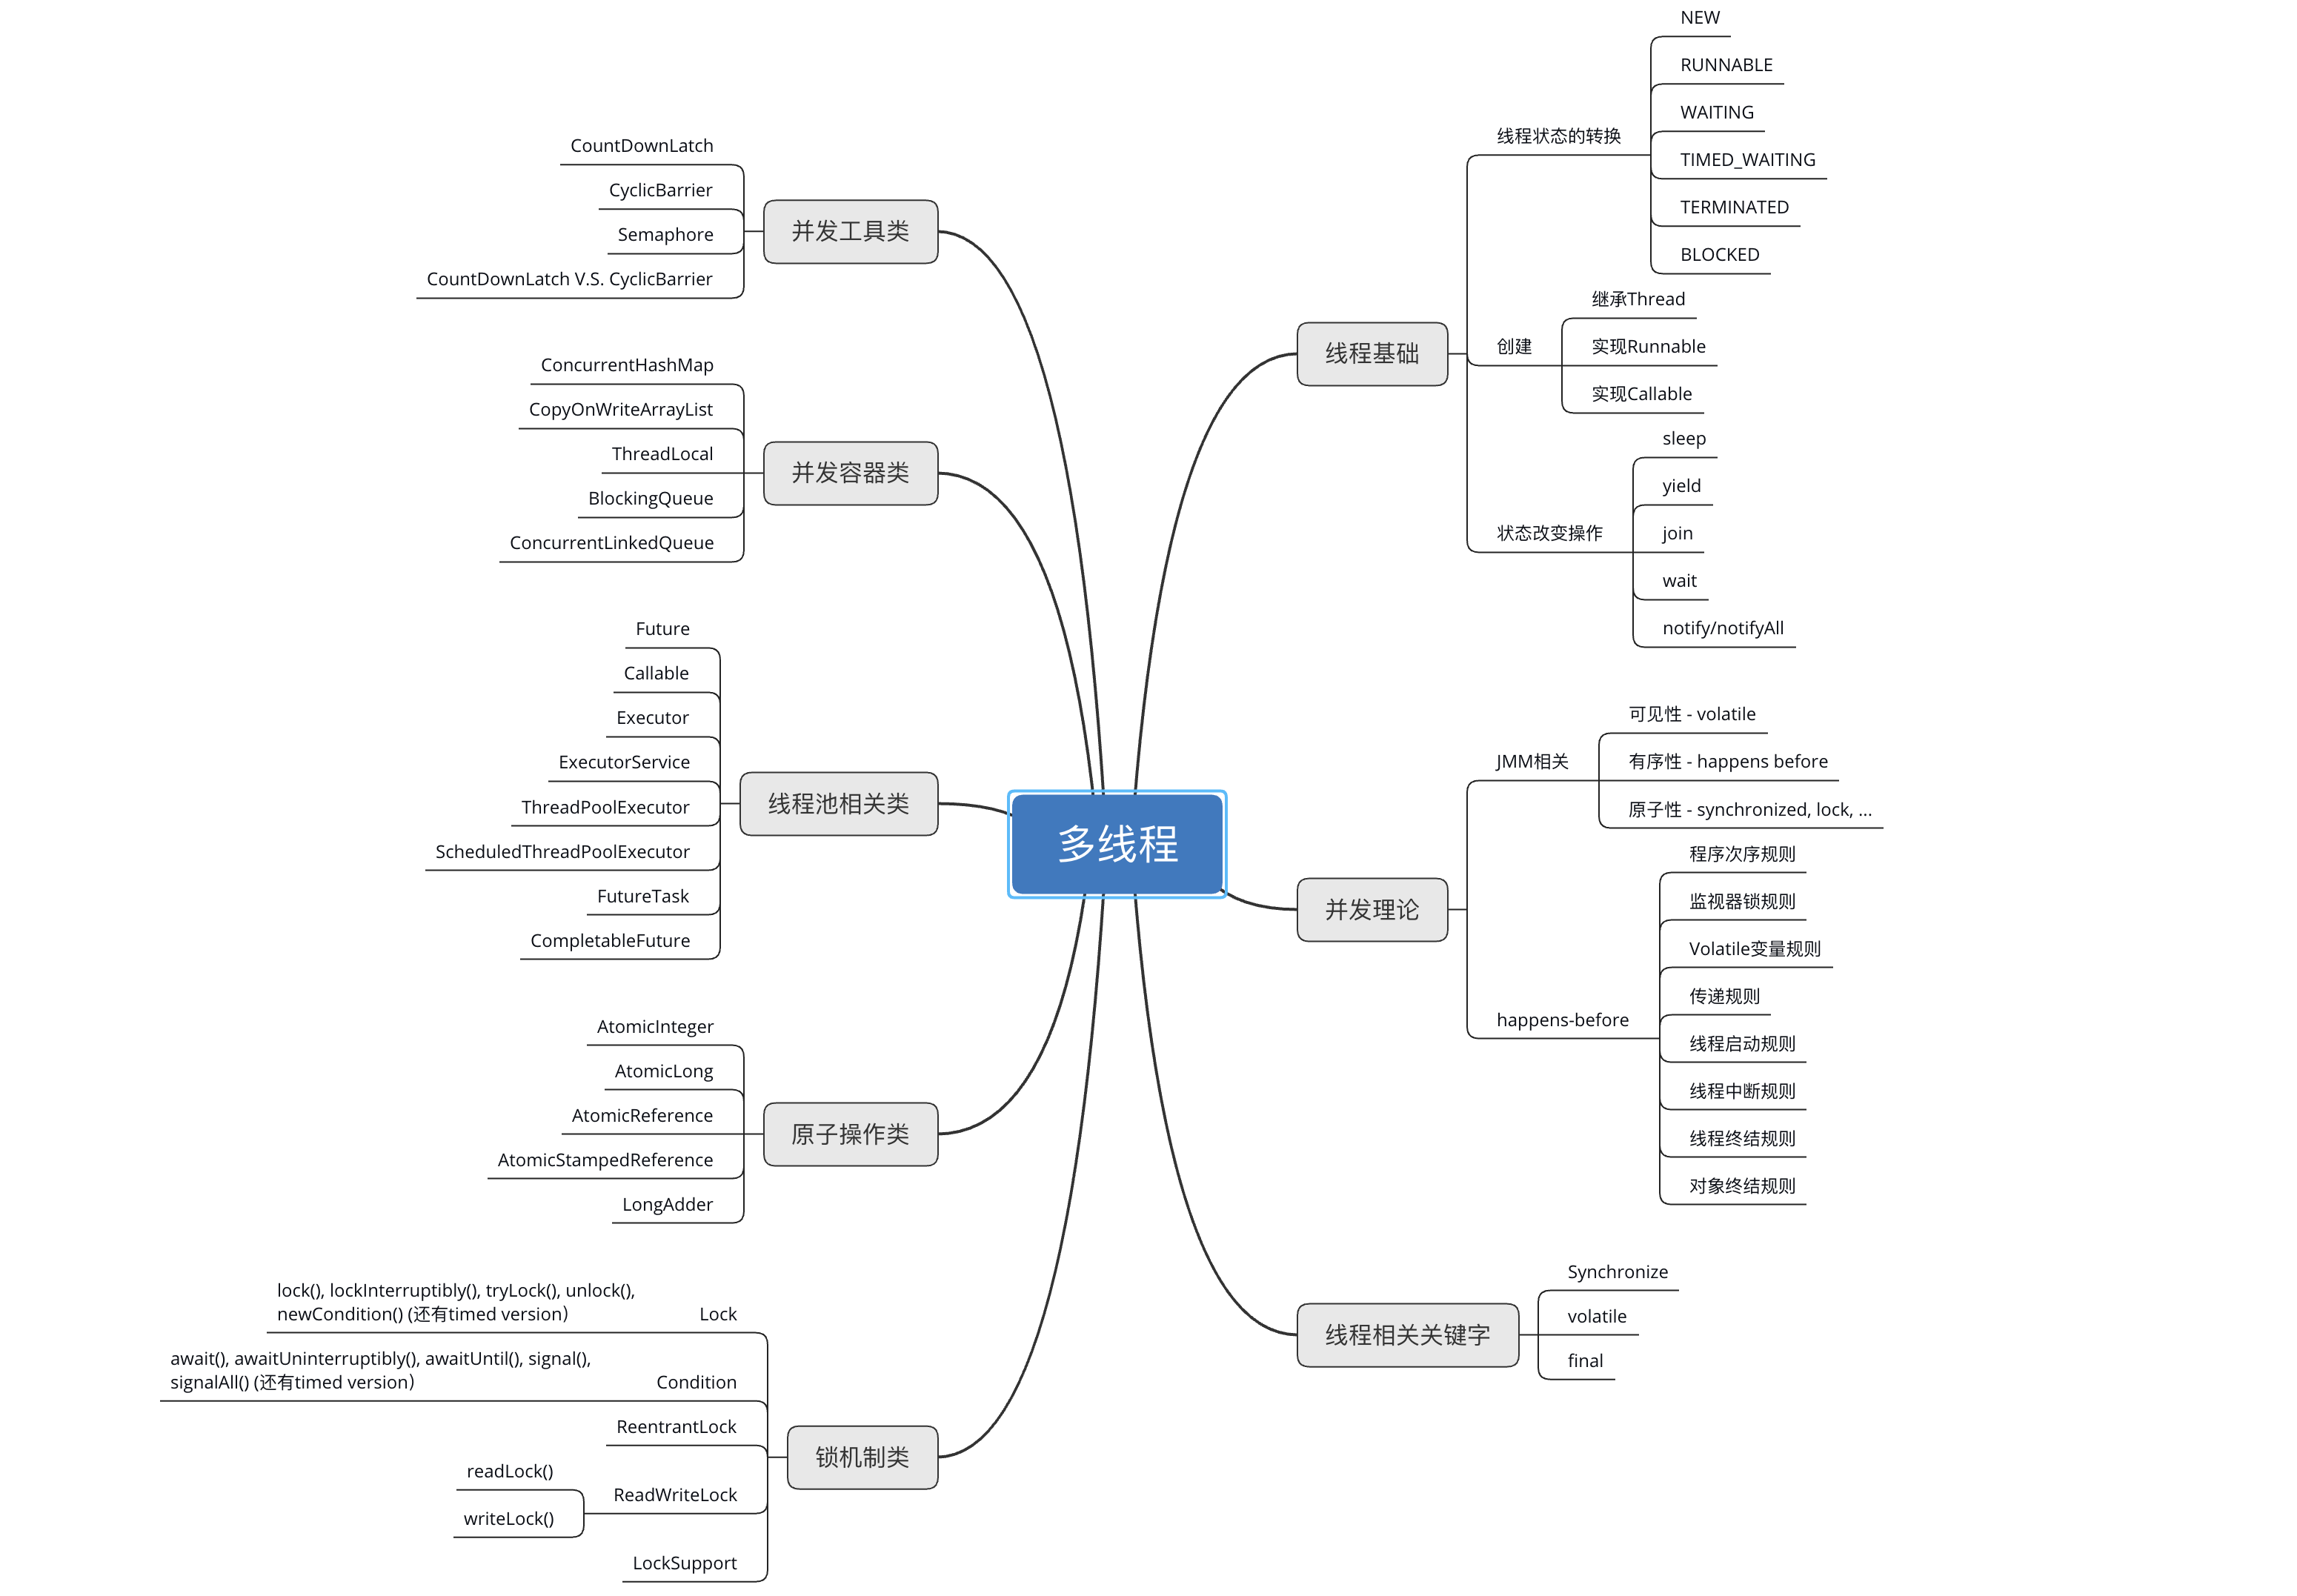 多线程
线程基础
线程状态的转换
NEW
RUNNABLE
WAITING
TIMED_WAITING
TERMINATED
BLOCKED
创建
继承Thread
实现Runnable
实现Callable
状态改变操作
sleep
yield
join
wait
notify/notifyAll
并发理论
JMM相关
可见性 - volatile
有序性 - happens before
原子性 - synchronized, lock, ...
happens-before
程序次序规则
监视器锁规则
Volatile变量规则
传递规则
线程启动规则
线程中断规则
线程终结规则
对象终结规则
线程相关关键字
Synchronize
volatile
final
并发工具类
CountDownLatch
CyclicBarrier
Semaphore
CountDownLatch V.S. CyclicBarrier
并发容器类
ConcurrentHashMap
CopyOnWriteArrayList
ThreadLocal
BlockingQueue
ConcurrentLinkedQueue
线程池相关类
Future
Callable
Executor
ExecutorService
ThreadPoolExecutor
ScheduledThreadPoolExecutor
FutureTask
CompletableFuture
原子操作类
AtomicInteger
AtomicLong
AtomicReference
AtomicStampedReference
LongAdder
锁机制类
Lock
lock(), lockInterruptibly(), tryLock(), unlock(),
newCondition() (还有timed version）
Condition
await(), awaitUninterruptibly(), awaitUntil(), signal(),
signalAll() (还有timed version）
ReentrantLock
ReadWriteLock
readLock()
writeLock()
LockSupport